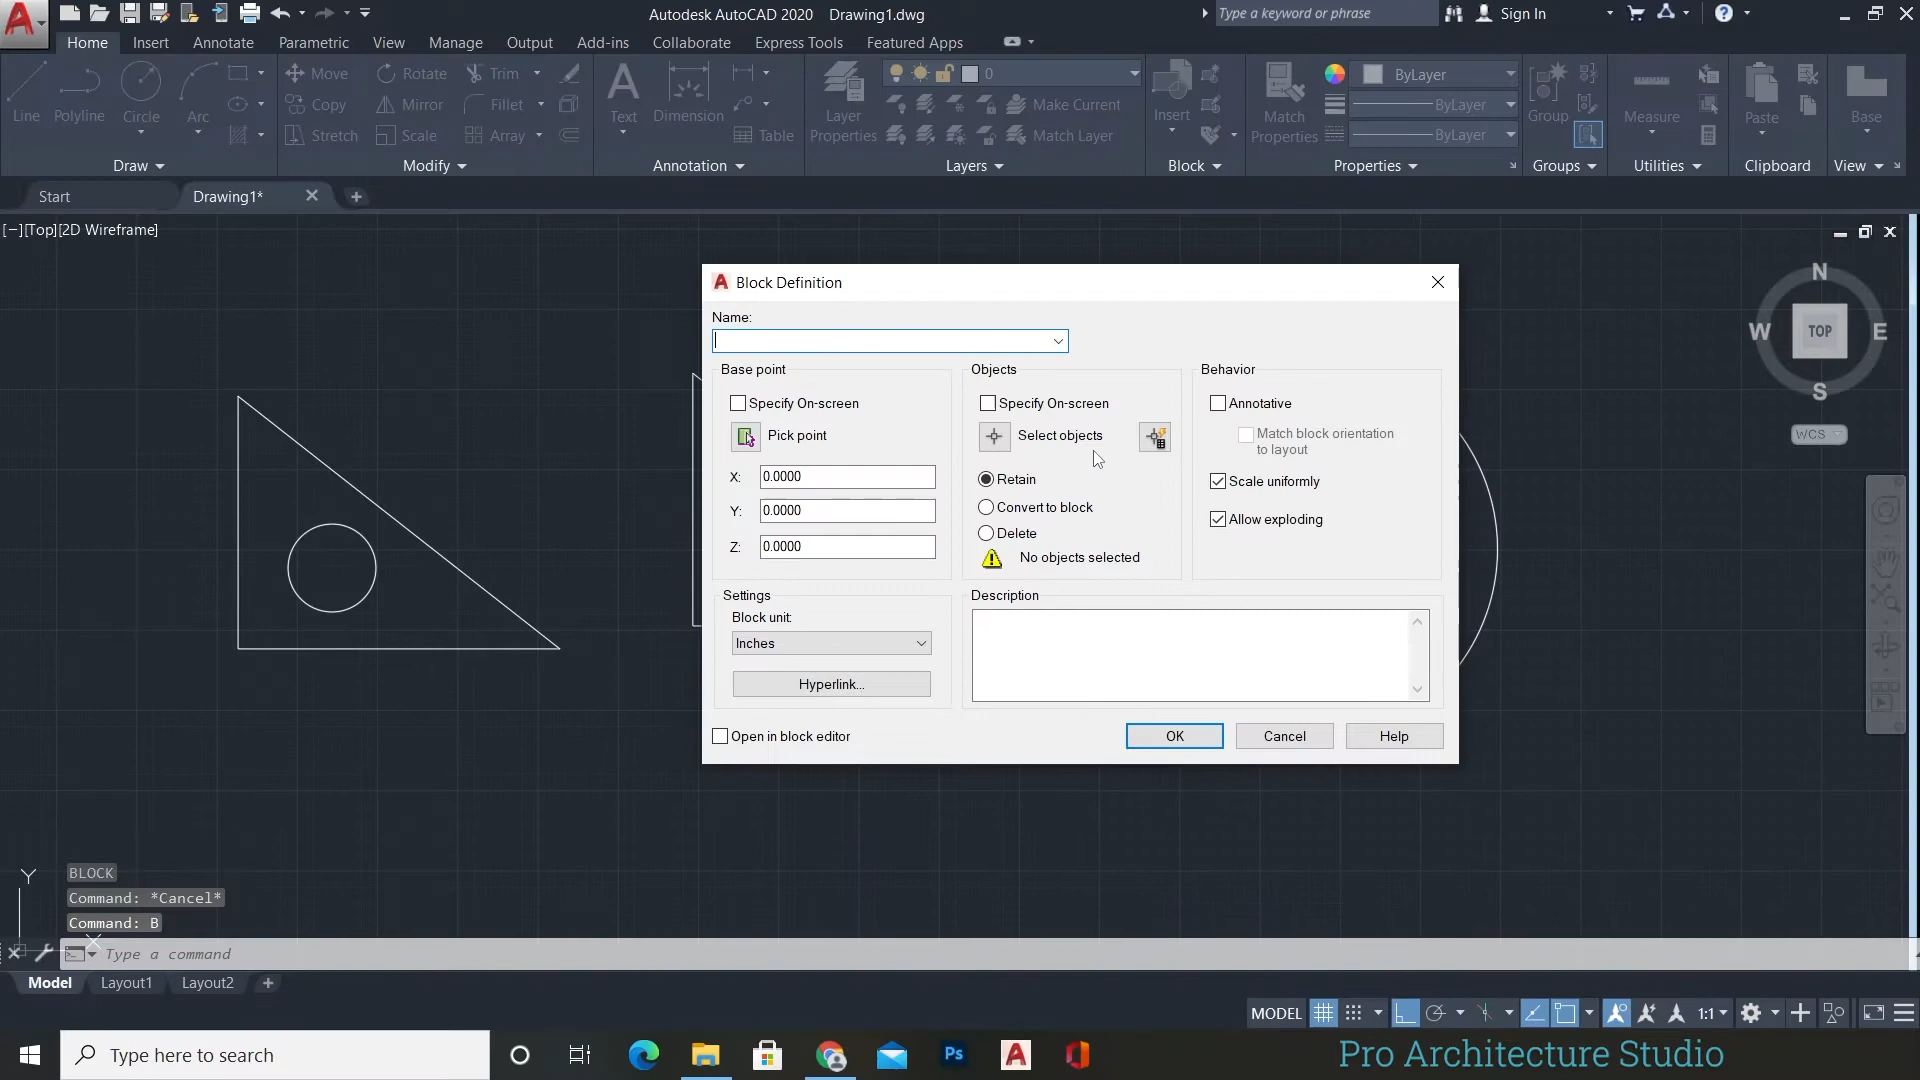 Autodesk AutoCAD 2020 Drawing1.dwg
Type a keyword or phrase
Sign In
Home Insert Annotate Parametric View Manage Output Add-ins Collaborate Express Tools Featured Apps
Line
Polyline
Circle
Arc
Move
Rotate
Trim
Copy
Mirror
Fillet
Stretch
Scale
Array
Text
Dimension
Table
Layer
Properties
0
Make Current
Match Layer
Insert
Match
Properties
ByLayer
ByLayer
ByLayer
Group
Measure
Paste
Base
Draw Modify Annotation Layers Block Properties Groups Utilities Clipboard View
Start
Drawing1*
[−][Top][2D Wireframe]
N
W
TOP
E
S
WCS
Block Definition
Name:
Base point
Specify On-screen
Pick point
X: 0.0000
Y: 0.0000
Z: 0.0000
Objects
Specify On-screen
Select objects
Retain
Convert to block
Delete
No objects selected
Behavior
Annotative
Match block orientation
to layout
Scale uniformly
Allow exploding
Settings
Block unit:
Inches
Hyperlink...
Description
Open in block editor
OK
Cancel
Help
Y
X
BLOCK
Command: *Cancel*
Command: B
Type a command
Model Layout1 Layout2
MODEL
1:1
Type here to search
Ps
Pro Architecture Studio